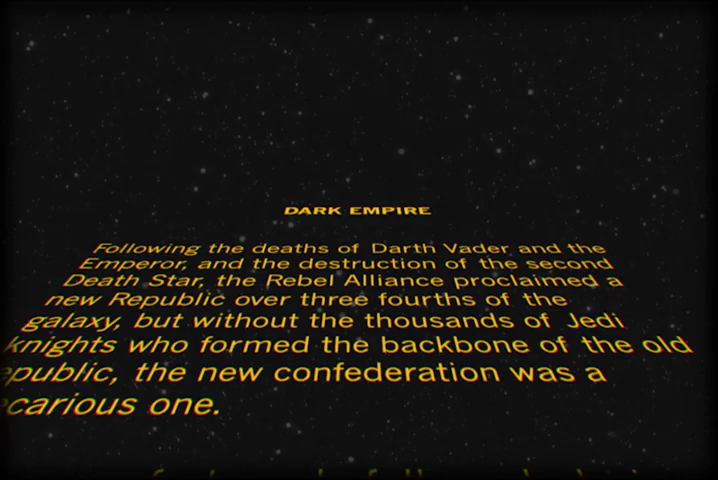 DARK EMPIRE
Following the deaths of Darth Vader and the
Emperor, and the destruction of the second
Death Star, the Rebel Alliance proclaimed a
new Republic over three fourths of the
galaxy, but without the thousands of Jedi
knights who formed the backbone of the old
epublic, the new confederation was a
carious one.